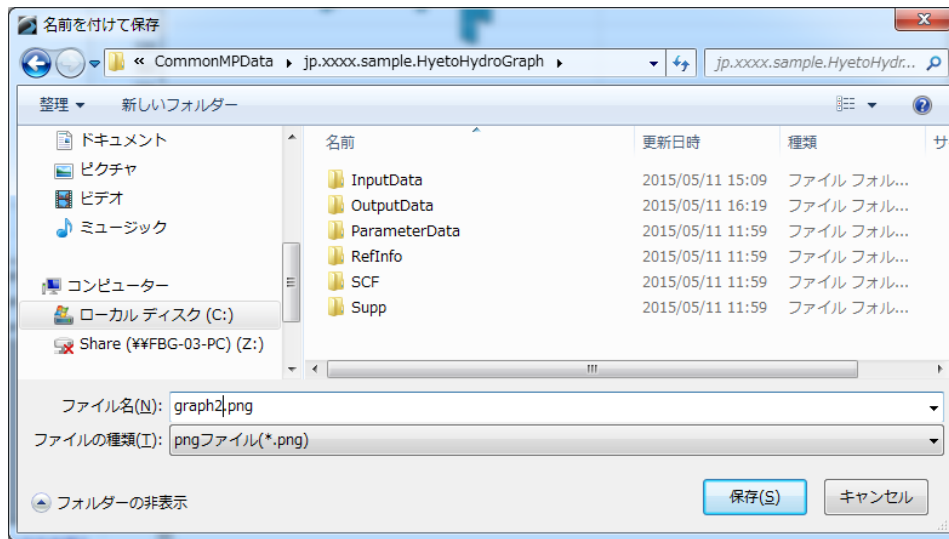 名前を付けて保存
« CommonMPData ▸ jp.xxxx.sample.HyetoHydroGraph ▸ jp.xxxx.sample.HyetoHydr...
整理 ▼ 新しいフォルダー
ドキュメント
ピクチャ
ビデオ
ミュージック
コンピューター
ローカル ディスク (C:)
Share (¥¥FBG-03-PC) (Z:)
名前 更新日時 種類 サ
InputData 2015/05/11 15:09 ファイル フォル...
OutputData 2015/05/11 16:19 ファイル フォル...
ParameterData 2015/05/11 11:59 ファイル フォル...
RefInfo 2015/05/11 11:59 ファイル フォル...
SCF 2015/05/11 11:59 ファイル フォル...
Supp 2015/05/11 11:59 ファイル フォル...
ファイル名(N): graph2.png
ファイルの種類(T): pngファイル(*.png)
フォルダーの非表示 保存(S) キャンセル